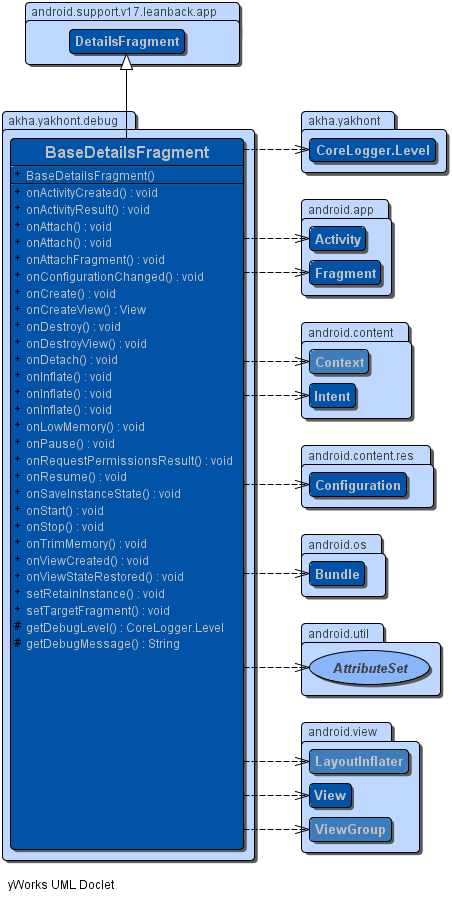 android.support.v17.leanback.app
DetailsFragment
akha.yakhont.debug
BaseDetailsFragment
+ BaseDetailsFragment()
+ onActivityCreated() : void
+ onActivityResult() : void
+ onAttach() : void
+ onAttach() : void
+ onAttachFragment() : void
+ onConfigurationChanged() : void
+ onCreate() : void
+ onCreateView() : View
+ onDestroy() : void
+ onDestroyView() : void
+ onDetach() : void
+ onInflate() : void
+ onInflate() : void
+ onInflate() : void
+ onLowMemory() : void
+ onPause() : void
+ onRequestPermissionsResult() : void
+ onResume() : void
+ onSaveInstanceState() : void
+ onStart() : void
+ onStop() : void
+ onTrimMemory() : void
+ onViewCreated() : void
+ onViewStateRestored() : void
+ setRetainInstance() : void
+ setTargetFragment() : void
# getDebugLevel() : CoreLogger.Level
# getDebugMessage() : String
akha.yakhont
CoreLogger.Level
android.app
Activity
Fragment
android.content
Context
Intent
android.content.res
Configuration
android.os
Bundle
android.util
AttributeSet
android.view
LayoutInflater
View
ViewGroup
yWorks UML Doclet